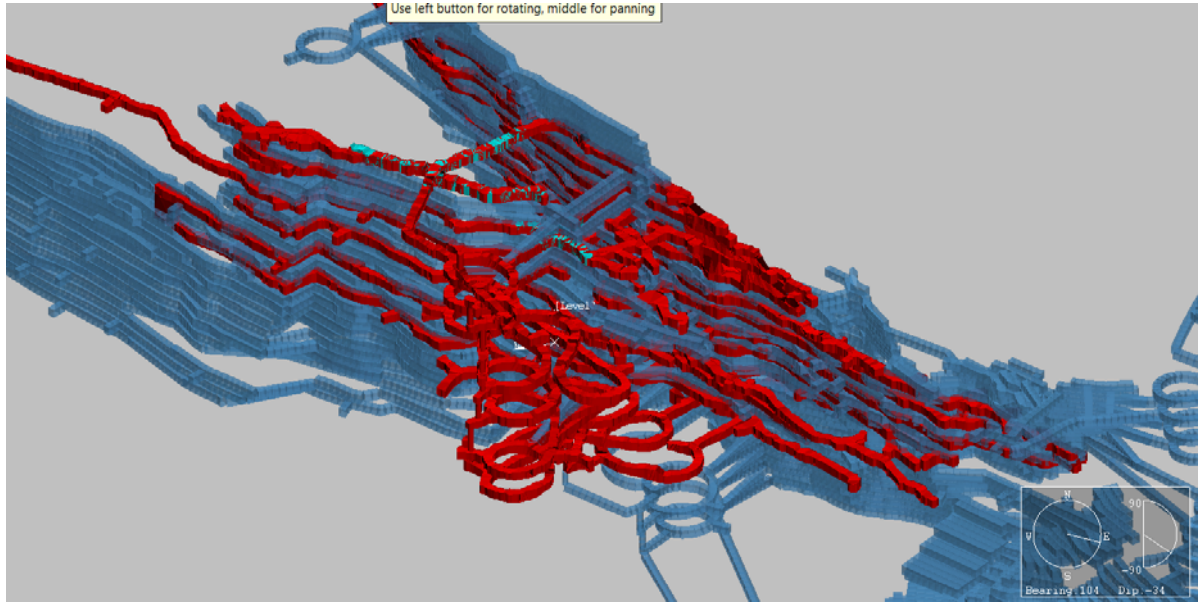 Use left button for rotating, middle for panning
[Level]
N
90
W
E
S
-90
Bearing.104 Dip.-34